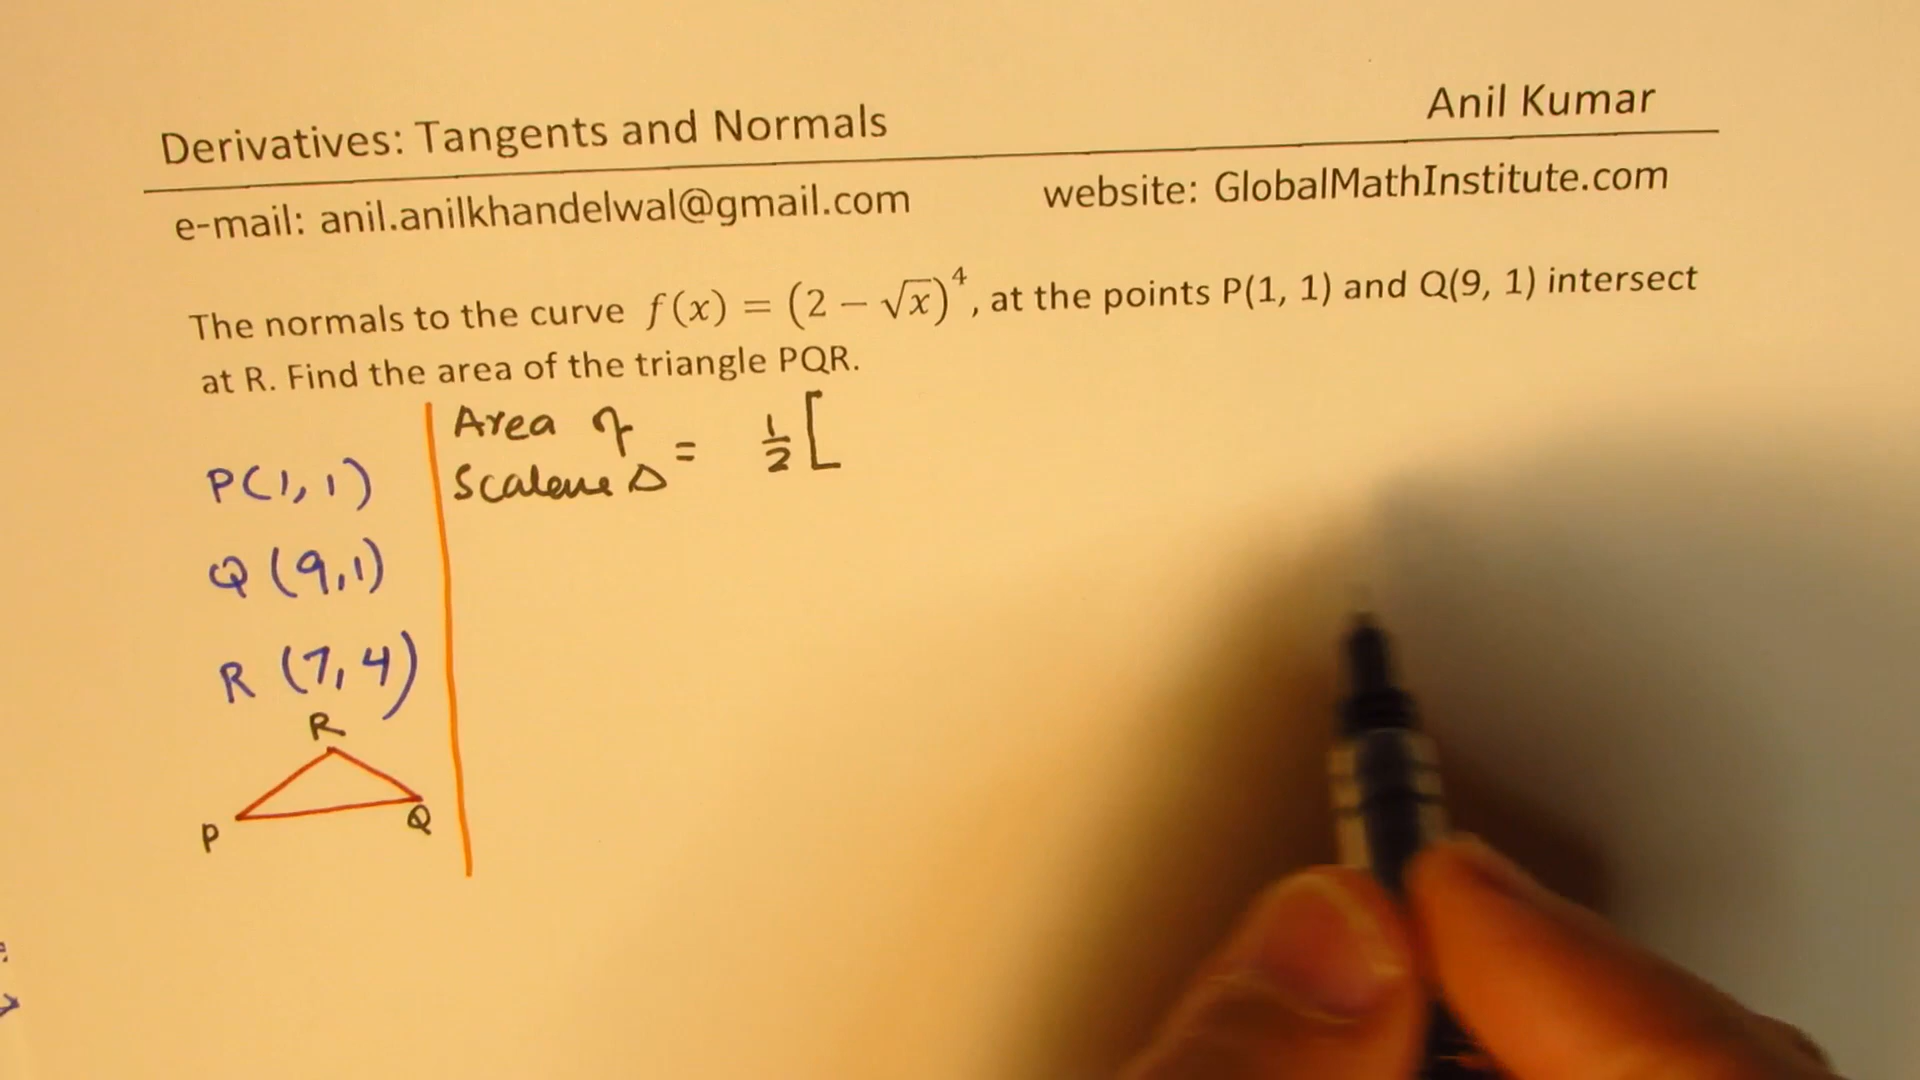 Derivatives: Tangents and Normals
Anil Kumar
e-mail: anil.anilkhandelwal@gmail.com
website: GlobalMathInstitute.com
The normals to the curve f(x) = (2 − √x)⁴, at the points P(1, 1) and Q(9, 1) intersect
at R. Find the area of the triangle PQR.
P(1, 1)
Q (9, 1)
R (7, 4)
R
P
Q
Area of
Scalene Δ = ½ [